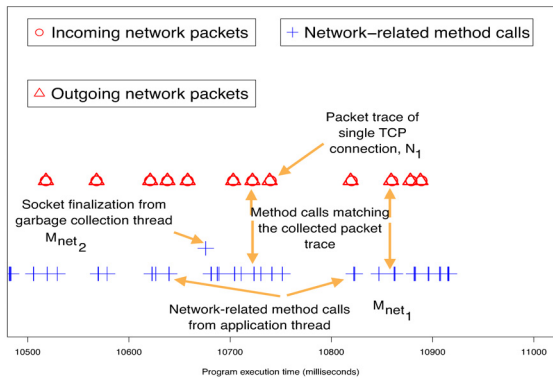 Incoming network packets
Network-related method calls
Outgoing network packets
Packet trace of
single TCP
connection, N1
Socket finalization from
garbage collection thread
Mnet2
Method calls matching
the collected packet
trace
Network-related method calls
from application thread
Mnet1
10500 10600 10700 10800 10900 11000
Program execution time (milliseconds)